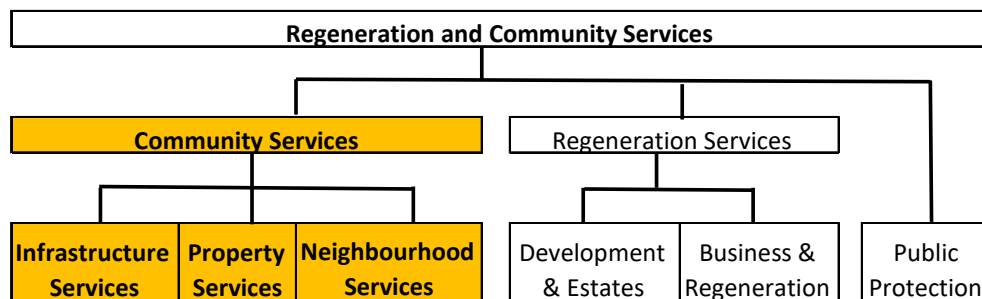 Regeneration and Community Services
Community Services
Regeneration Services
Infrastructure
Services
Property
Services
Neighbourhood
Services
Development
& Estates
Business &
Regeneration
Public
Protection